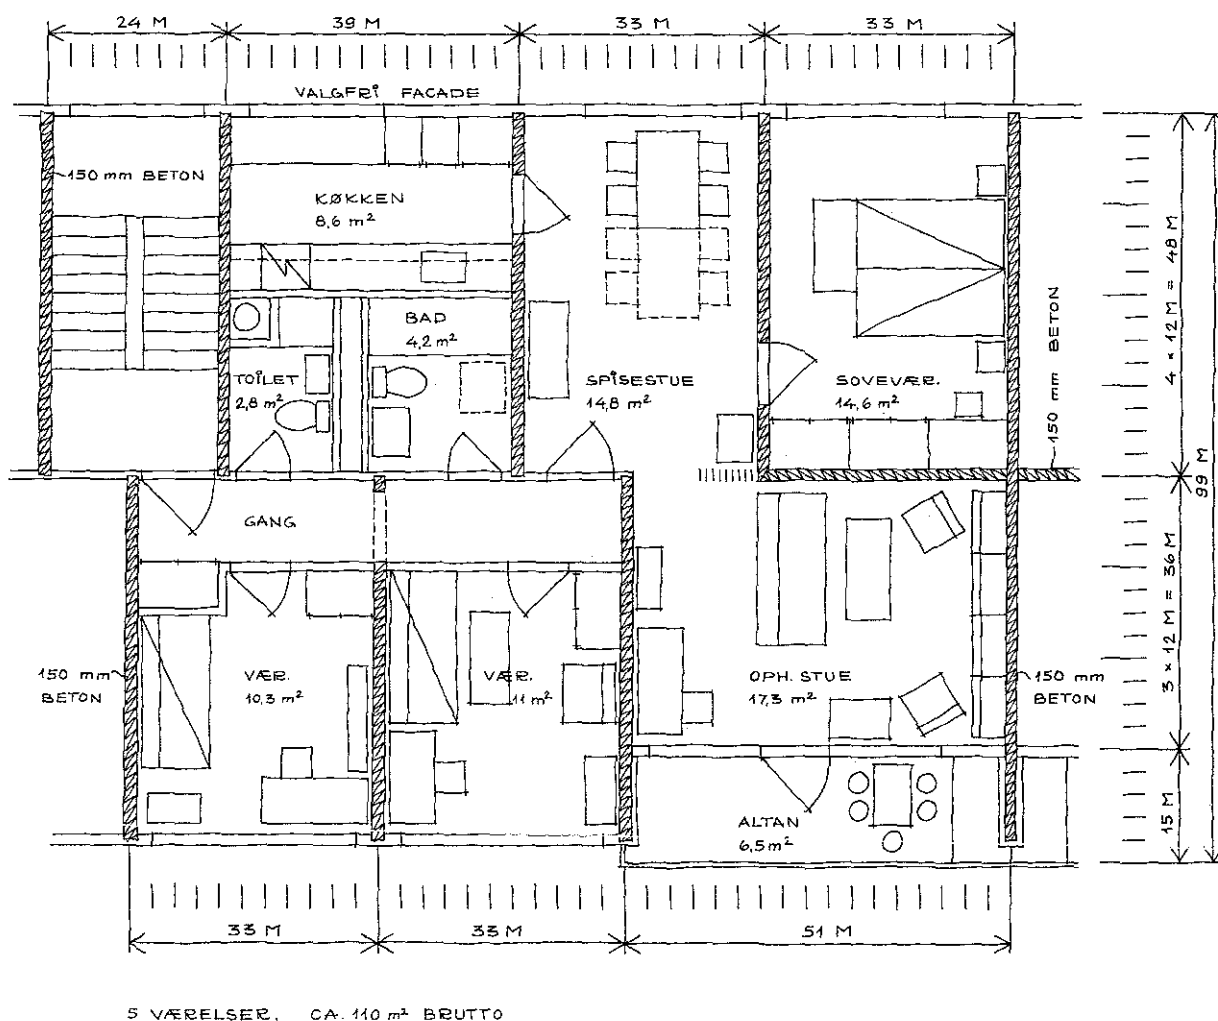 24 M
39 M
33 M
33 M
VALGFRI FACADE
150 mm BETON
KØKKEN
8,6 m²
4 × 12 M = 48 M
150 mm BETON
BAD
4,2 m²
TOILET
2,8 m²
SPISESTUE
14,8 m²
SOVEVÆR.
14,6 m²
99 M
GANG
3 × 12 M = 36 M
150 mm
BETON
VÆR.
10,3 m²
VÆR.
11 m²
OPH. STUE
17,3 m²
150 mm
BETON
ALTAN
6,5 m²
15 M
33 M
33 M
51 M
5 VÆRELSER. CA. 110 m² BRUTTO